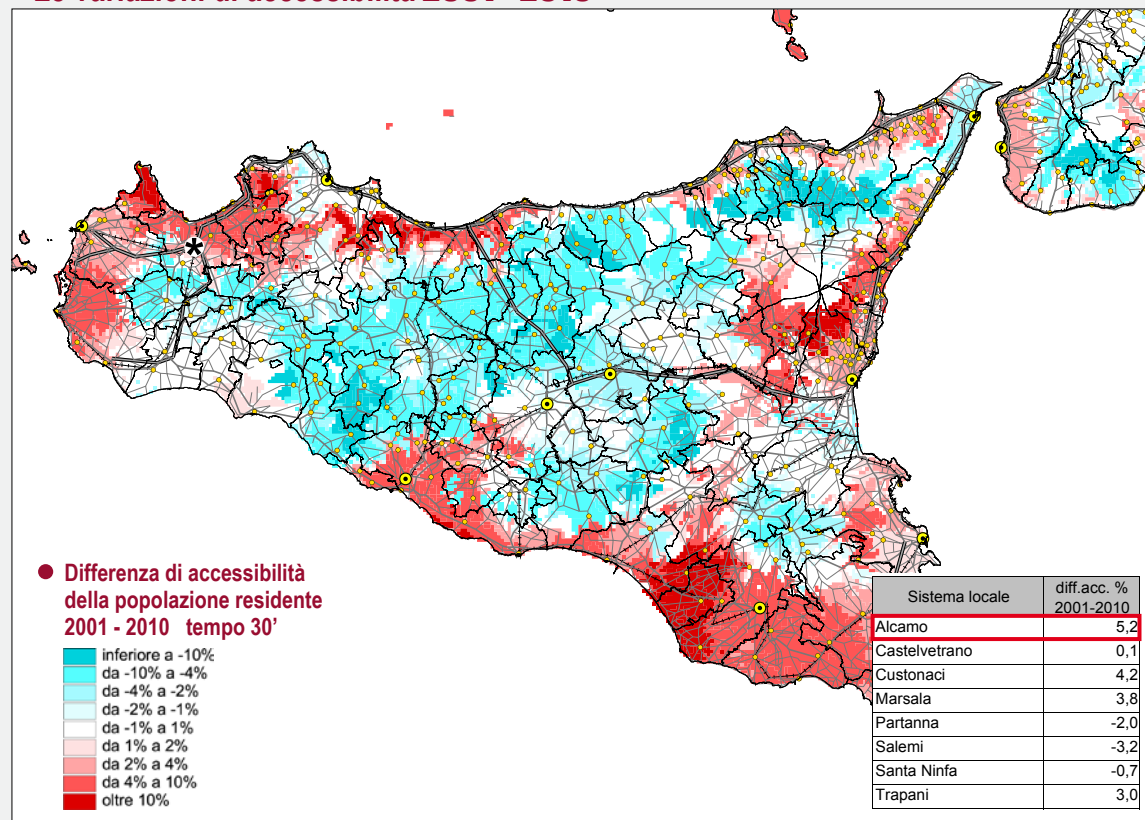 ● Differenza di accessibilità
della popolazione residente
2001 - 2010 tempo 30'
inferiore a -10%
da -10% a -4%
da -4% a -2%
da -2% a -1%
da -1% a 1%
da 1% a 2%
da 2% a 4%
da 4% a 10%
oltre 10%
Sistema locale diff.acc. % 2001-2010
Alcamo 5,2
Castelvetrano 0,1
Custonaci 4,2
Marsala 3,8
Partanna -2,0
Salemi -3,2
Santa Ninfa -0,7
Trapani 3,0